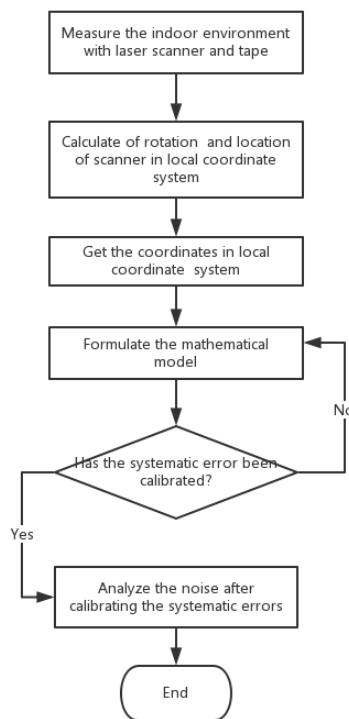 Measure the indoor environment
with laser scanner and tape
Calculate of rotation and location
of scanner in local coordinate
system
Get the coordinates in local
coordinate system
Formulate the mathematical
model
No
Has the systematic error been
calibrated?
Yes
Analyze the noise after
calibrating the systematic errors
End